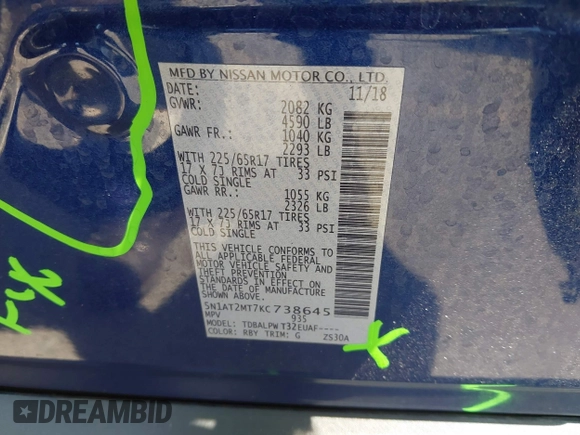 MFD BY NISSAN MOTOR CO., LTD.
DATE: 11/18
GVWR: 2082 KG
4590 LB
GAWR FR.: 1040 KG
2293 LB
WITH 225/65R17 TIRES
17 X 7J RIMS AT 33 PSI
COLD SINGLE
GAWR RR.: 1055 KG
2326 LB
WITH 225/65R17 TIRES
17 X 7J RIMS AT 33 PSI
COLD SINGLE
THIS VEHICLE CONFORMS TO
ALL APPLICABLE FEDERAL
MOTOR VEHICLE SAFETY AND
THEFT PREVENTION
STANDARDS IN EFFECT ON
THE DATE OF MANUFACTURE
SHOWN ABOVE.
5N1AT2MT7KC738645
MPV 935
MODEL: TDBALPW T32EUAF----
COLOR: RBY TRIM: G ZS30A
FIX
X
DREAMBID